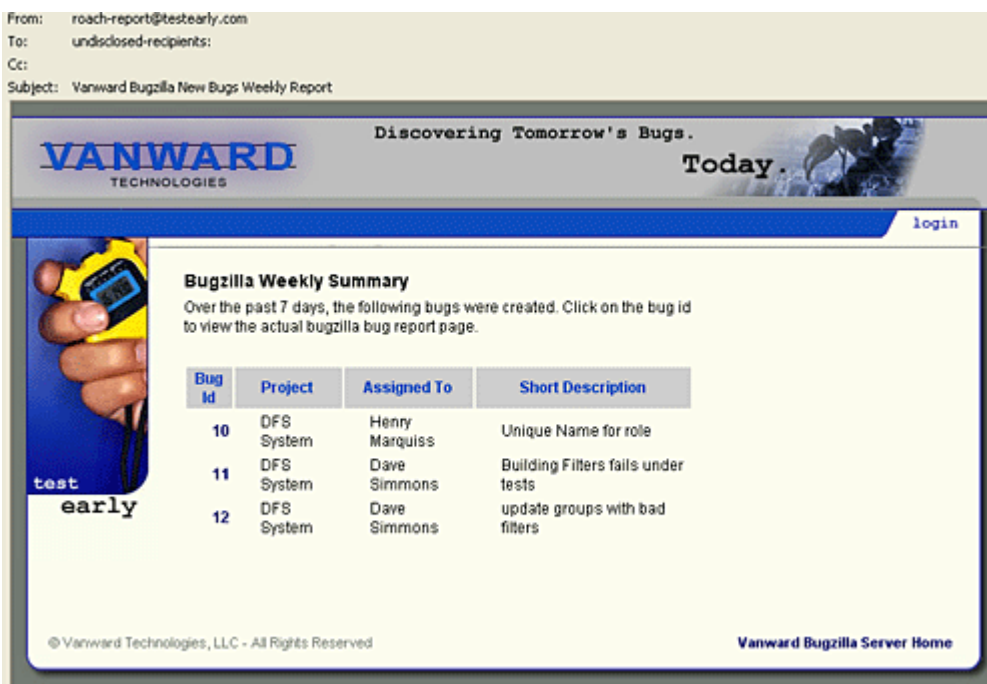 From: roach-report@testearly.com
To: undisclosed-recipients:
Cc:
Subject: Vanward Bugzilla New Bugs Weekly Report
Discovering Tomorrow's Bugs.
Today.
VANWARD
TECHNOLOGIES
login
Bugzilla Weekly Summary
Over the past 7 days, the following bugs were created. Click on the bug id
to view the actual bugzilla bug report page.
Bug Id Project Assigned To Short Description
10 DFS System Henry Marquiss Unique Name for role
11 DFS System Dave Simmons Building Filters fails under tests
12 DFS System Dave Simmons update groups with bad filters
test
early
© Vanward Technologies, LLC - All Rights Reserved
Vanward Bugzilla Server Home